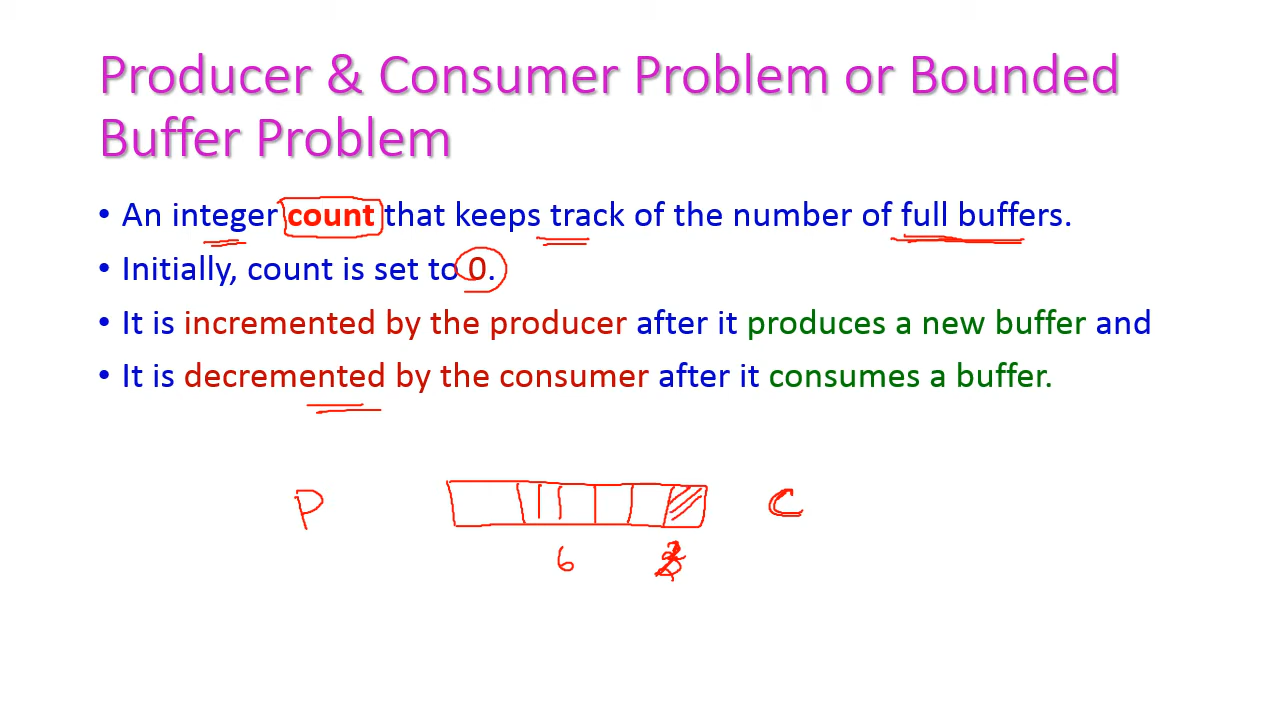 Producer & Consumer Problem or Bounded
Buffer Problem
• An integer count that keeps track of the number of full buffers.
• Initially, count is set to 0.
• It is incremented by the producer after it produces a new buffer and
• It is decremented by the consumer after it consumes a buffer.
P C
6